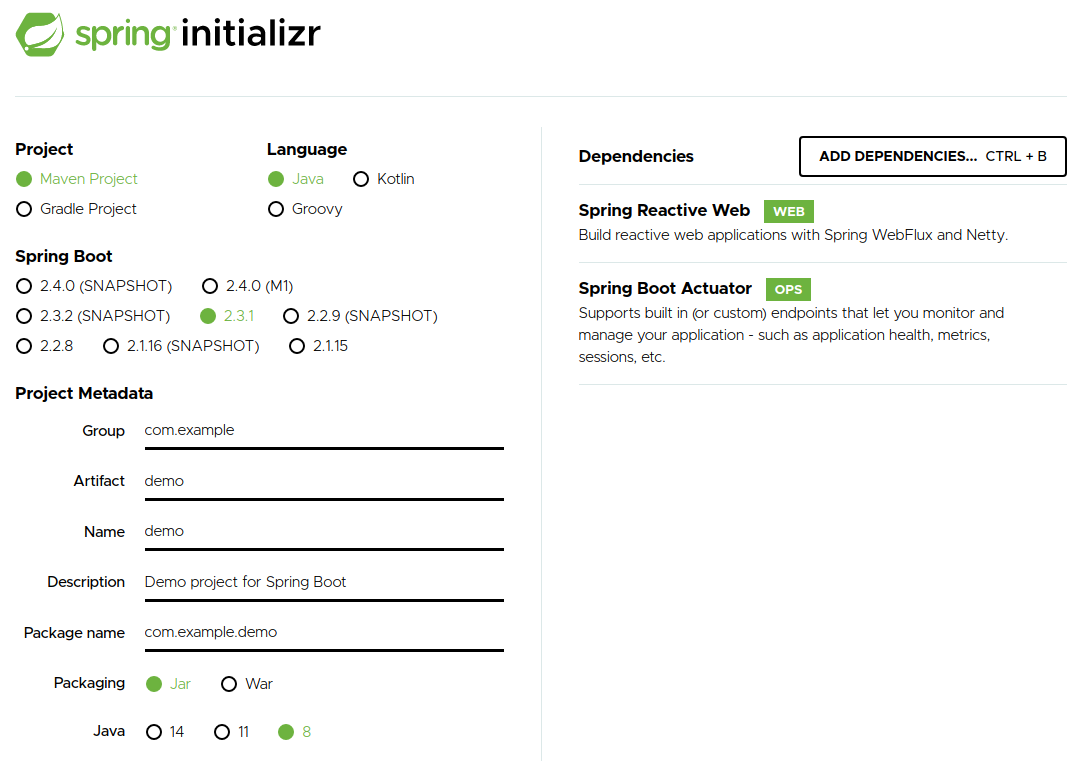 spring initializr
Project
Maven Project
Gradle Project
Language
Java Kotlin
Groovy
Spring Boot
2.4.0 (SNAPSHOT) 2.4.0 (M1)
2.3.2 (SNAPSHOT) 2.3.1 2.2.9 (SNAPSHOT)
2.2.8 2.1.16 (SNAPSHOT) 2.1.15
Project Metadata
Group com.example
Artifact demo
Name demo
Description Demo project for Spring Boot
Package name com.example.demo
Packaging Jar War
Java 14 11 8
Dependencies ADD DEPENDENCIES... CTRL + B
Spring Reactive Web WEB
Build reactive web applications with Spring WebFlux and Netty.
Spring Boot Actuator OPS
Supports built in (or custom) endpoints that let you monitor and
manage your application - such as application health, metrics,
sessions, etc.